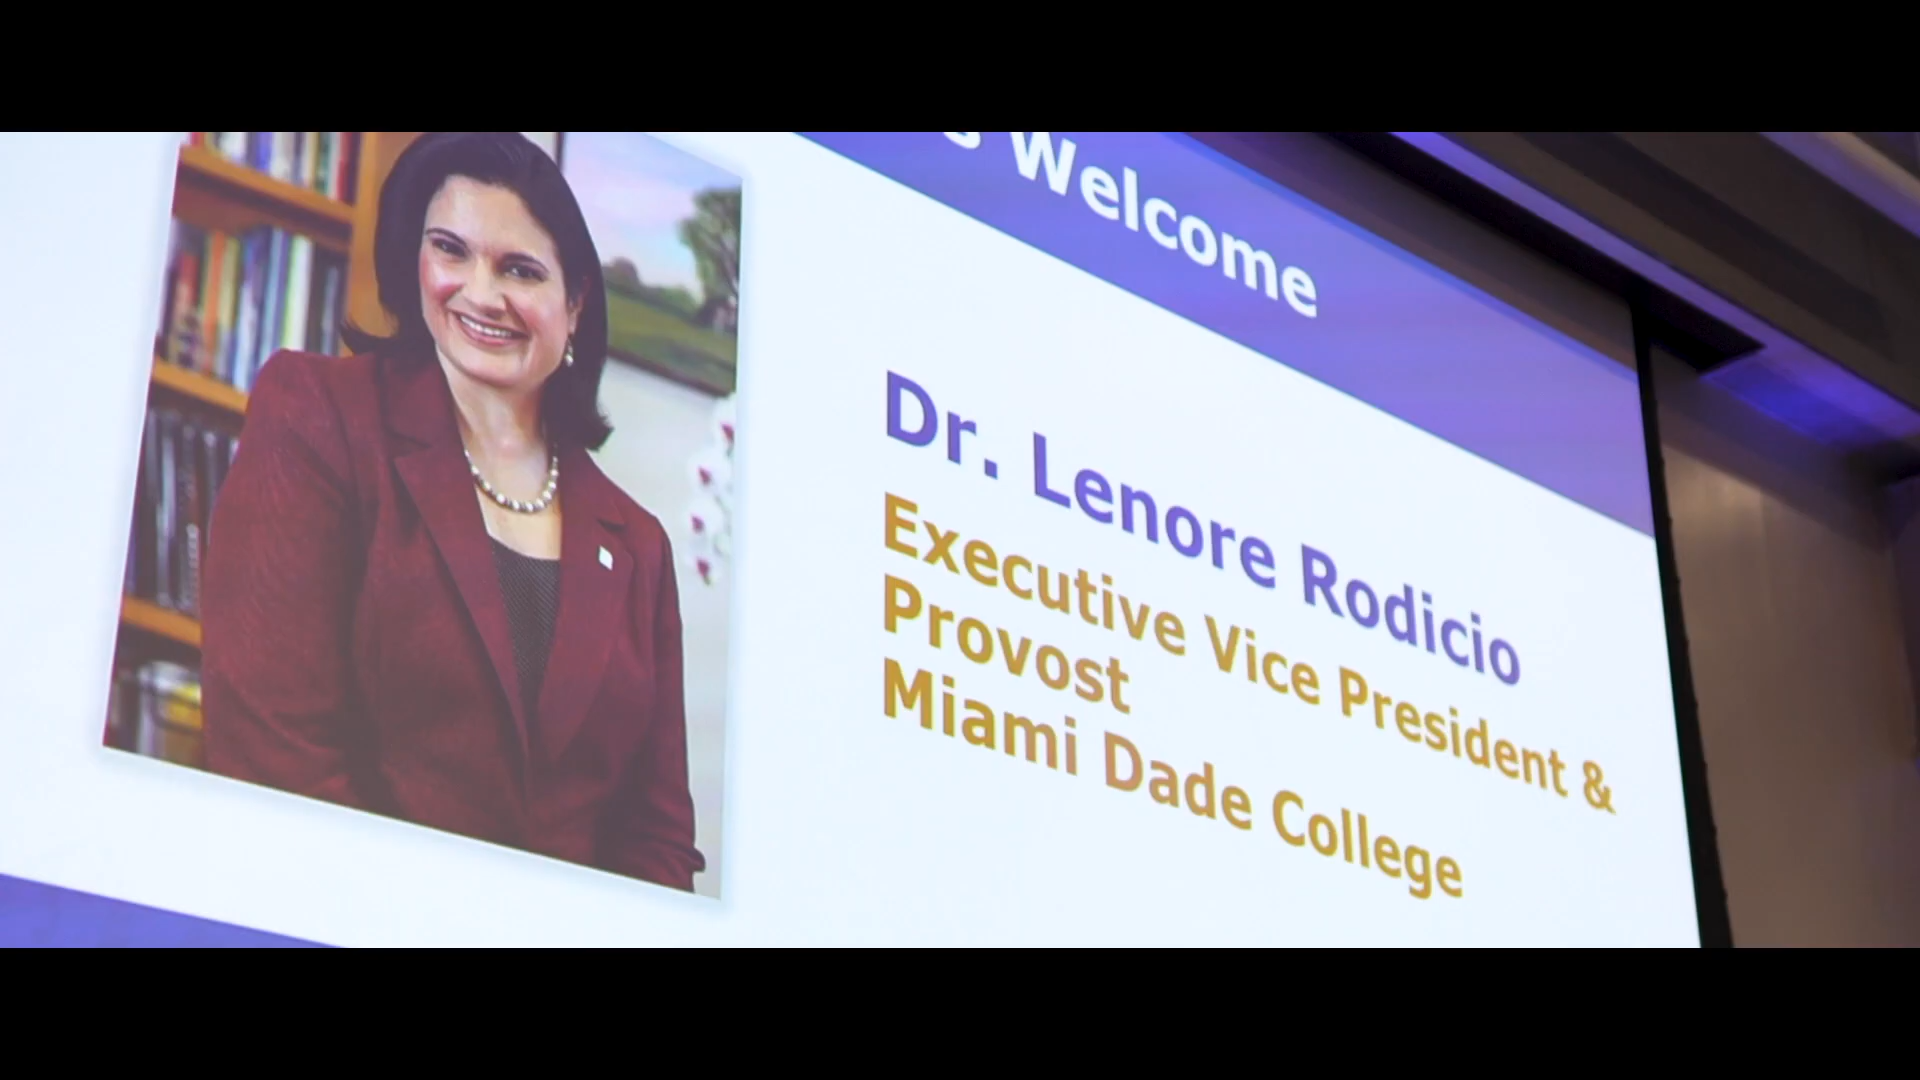 Welcome
Dr. Lenore Rodicio
Executive Vice President &
Provost
Miami Dade College